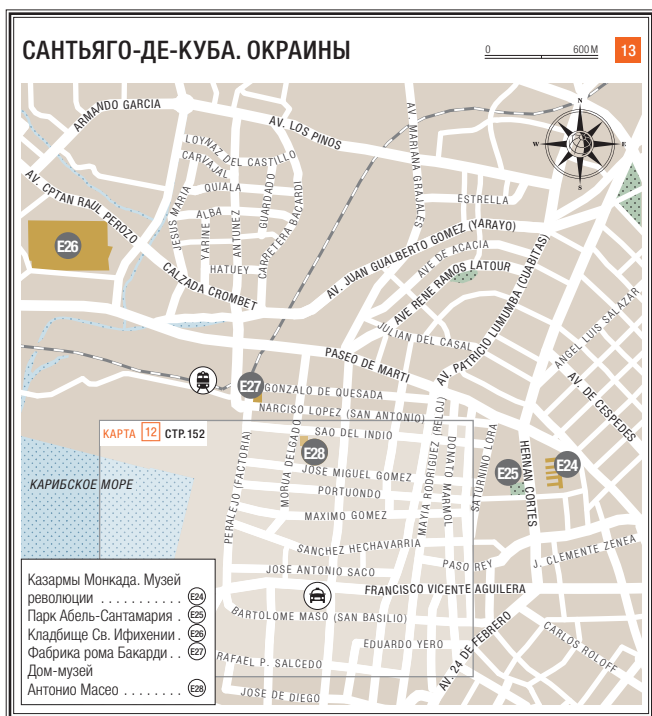 САНТЬЯГО-ДЕ-КУБА. ОКРАИНЫ
0 600 М
13
ARMANDO GARCIA
AV. LOS PINOS
AV. MARIANA GRAJALES
N
W E
S
LOYNAZ DEL CASTILLO
CARVAJAL
QUIALA
ESTRELLA
AV. CPTAN RAUL PEROZO
JESUS MARIA
YARINE
ALBA
ANTUNEZ
GUARDADO
CARRETERA BACARDI
HATUEY
AV. JUAN GUALBERTO GOMEZ (YARAYO)
AVE DE ACACIA
AVE RENE RAMOS LATOUR
E26
CALZADA CROMBET
JULIAN DEL CASAL
AV. PATRICIO LUMUMBA (CUABITAS)
ANGEL LUIS SALAZAR
PASEO DE MARTI
AV. DE CESPEDES
E27
GONZALO DE QUESADA
NARCISO LOPEZ (SAN ANTONIO)
КАРТА 12 СТР. 152
SAO DEL INDIO
PERALEJO (FACTORIA)
MORUA DELGADO
E28
MAYIA RODRIGUEZ (RELOJ)
DONATO MARMOL
SATURNINO LORA
HERNAN CORTES
E25
E24
JOSE MIGUEL GOMEZ
КАРИБСКОЕ МОРЕ
PORTUONDO
MAXIMO GOMEZ
SANCHEZ HECHAVARRIA
PASO REY
J. CLEMENTE ZENEA
JOSE ANTONIO SACO
FRANCISCO VICENTE AGUILERA
BARTOLOME MASO (SAN BASILIO)
EDUARDO YERO
AV. 24 DE FEBRERO
CARLOS ROLOFF
RAFAEL P. SALCEDO
JOSE DE DIEGO
Казармы Монкада. Музей
революции . . . . . . . . . . . E24
Парк Абель-Сантамария . E25
Кладбище Св. Ифихении . E26
Фабрика рома Бакарди . . E27
Дом-музей
Антонио Масео . . . . . . . . E28